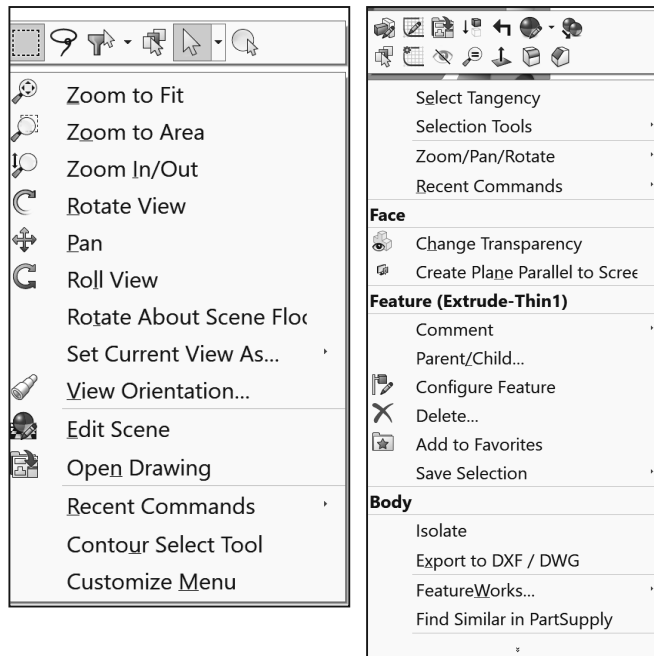 Zoom to Fit
Zoom to Area
Zoom In/Out
Rotate View
Pan
Roll View
Rotate About Scene Floo
Set Current View As...
View Orientation...
Edit Scene
Open Drawing
Recent Commands
Contour Select Tool
Customize Menu
Select Tangency
Selection Tools
Zoom/Pan/Rotate
Recent Commands
Face
Change Transparency
Create Plane Parallel to Scree
Feature (Extrude-Thin1)
Comment
Parent/Child...
Configure Feature
Delete...
Add to Favorites
Save Selection
Body
Isolate
Export to DXF / DWG
FeatureWorks...
Find Similar in PartSupply